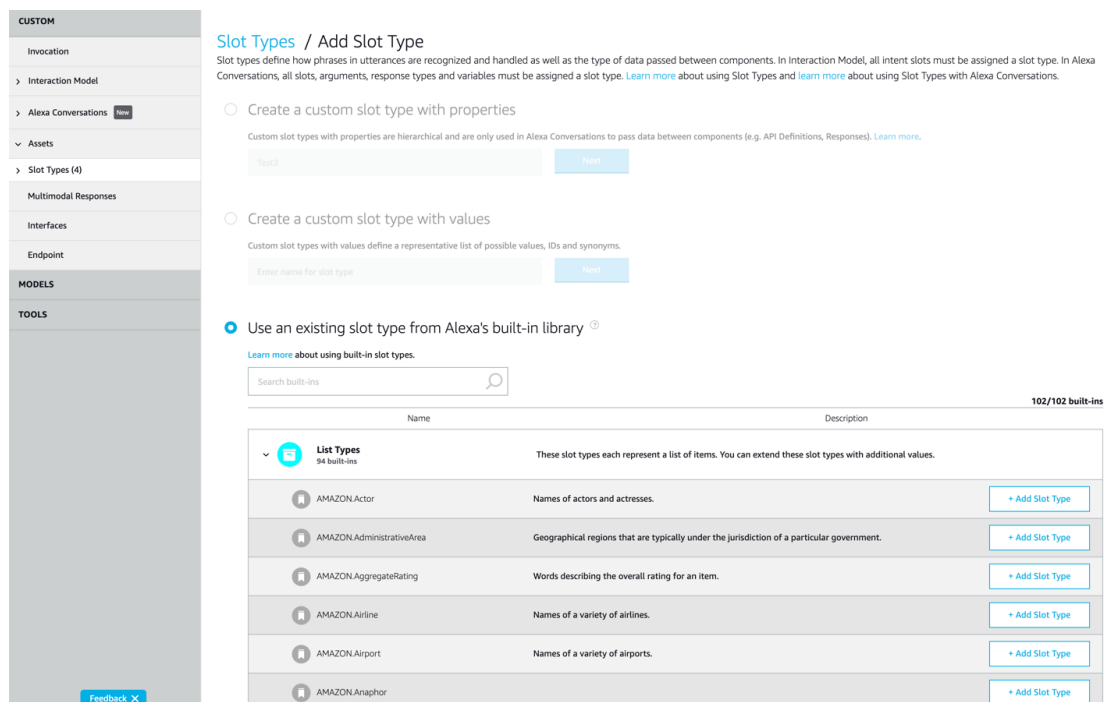 CUSTOM
Invocation
Interaction Model
Alexa Conversations New
Assets
Slot Types (4)
Multimodal Responses
Interfaces
Endpoint
MODELS
TOOLS
Feedback X
Slot Types / Add Slot Type
Slot types define how phrases in utterances are recognized and handled as well as the type of data passed between components. In Interaction Model, all intent slots must be assigned a slot type. In Alexa
Conversations, all slots, arguments, response types and variables must be assigned a slot type. Learn more about using Slot Types and learn more about using Slot Types with Alexa Conversations.
Create a custom slot type with properties
Custom slot types with properties are hierarchical and are only used in Alexa Conversations to pass data between components (e.g. API Definitions, Responses). Learn more.
Test3 Next
Create a custom slot type with values
Custom slot types with values define a representative list of possible values, IDs and synonyms.
Enter name for slot type Next
Use an existing slot type from Alexa's built-in library ?
Learn more about using built-in slot types.
Search built-ins
102/102 built-ins
Name Description
List Types These slot types each represent a list of items. You can extend these slot types with additional values.
94 built-ins
AMAZON.Actor Names of actors and actresses. + Add Slot Type
AMAZON.AdministrativeArea Geographical regions that are typically under the jurisdiction of a particular government. + Add Slot Type
AMAZON.AggregateRating Words describing the overall rating for an item. + Add Slot Type
AMAZON.Airline Names of a variety of airlines. + Add Slot Type
AMAZON.Airport Names of a variety of airports. + Add Slot Type
AMAZON.Anaphor + Add Slot Type